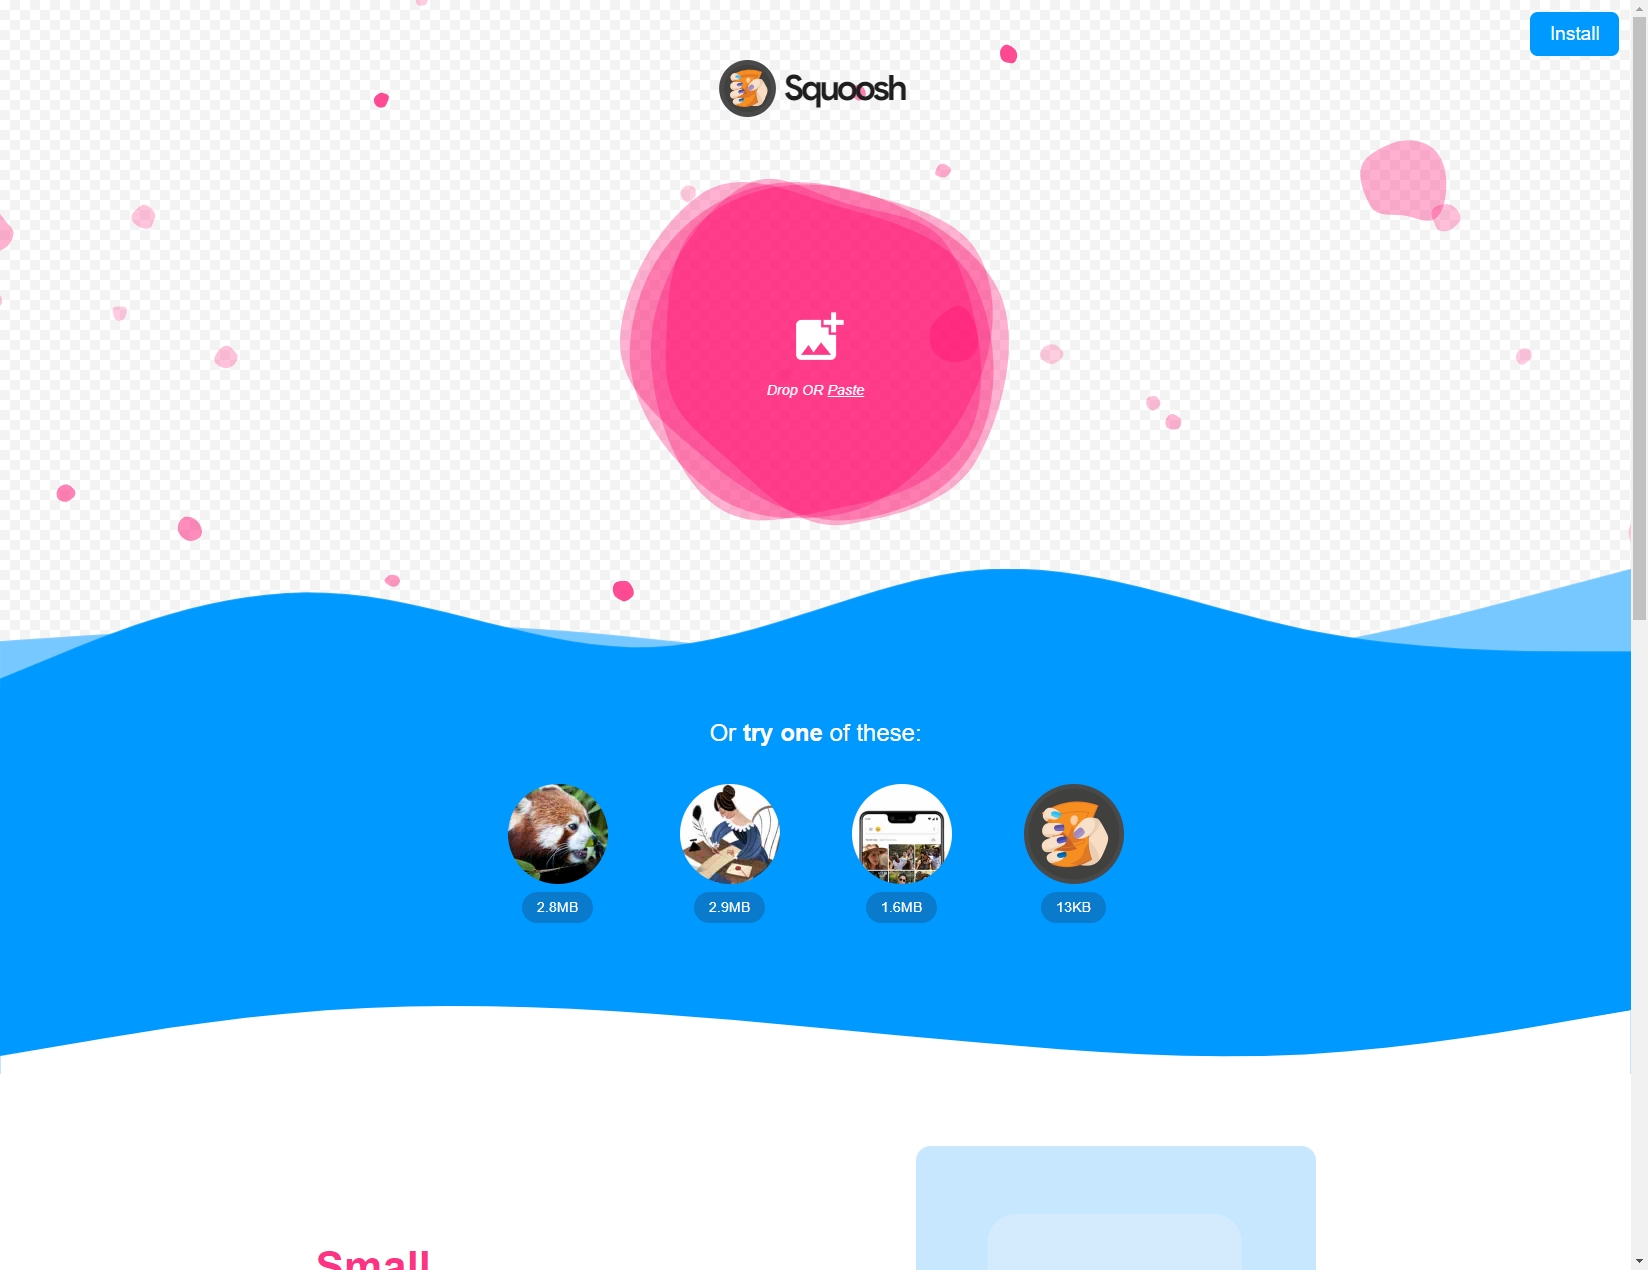 Install
Squoosh
Drop OR Paste
Or try one of these:
2.8MB
2.9MB
1.6MB
13KB
Small